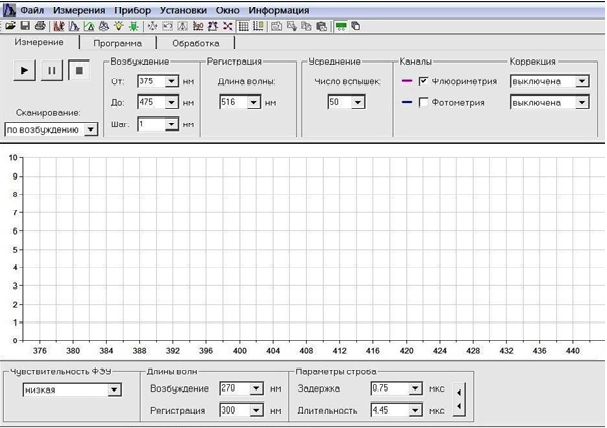 Файл Измерения Прибор Установки Окно Информация
Измерение Программа Обработка
Возбуждение Регистрация Усреднение Каналы Коррекция
От: 375 нм Длина волны: Число вспышек: Флюориметрия выключена
До: 475 нм 516 нм 50 Фотометрия выключена
Шаг: 1 нм
Сканирование:
по возбуждению
10
9
8
7
6
5
4
3
2
1
0
376 380 384 388 392 396 400 404 408 412 416 420 424 428 432 436 440
Чувствительность ФЭУ Длины волн Параметры строба
низкая Возбуждение 270 нм Задержка 0.75 мкс
Регистрация 300 нм Длительность 4.45 мкс